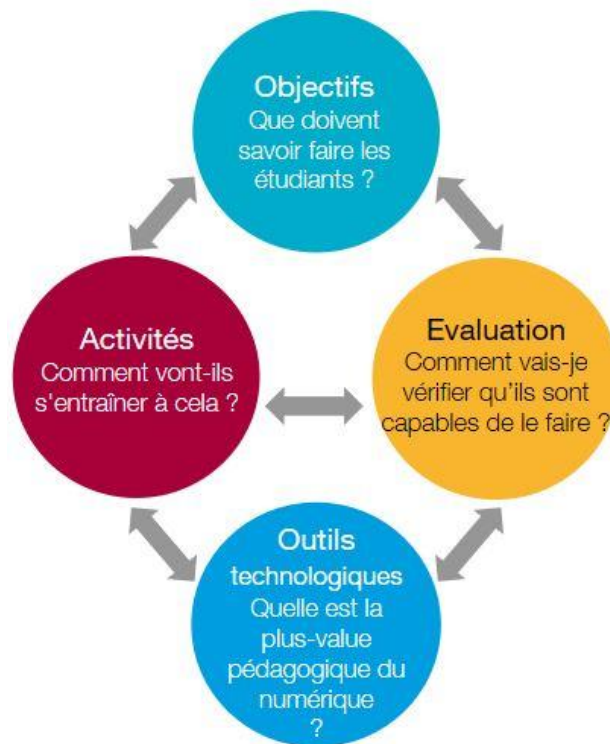 Objectifs
Que doivent
savoir faire les
étudiants ?
Activités
Comment vont-ils
s'entraîner à cela ?
Evaluation
Comment vais-je
vérifier qu'ils sont
capables de le faire ?
Outils
technologiques
Quelle est la
plus-value
pédagogique du
numérique
?